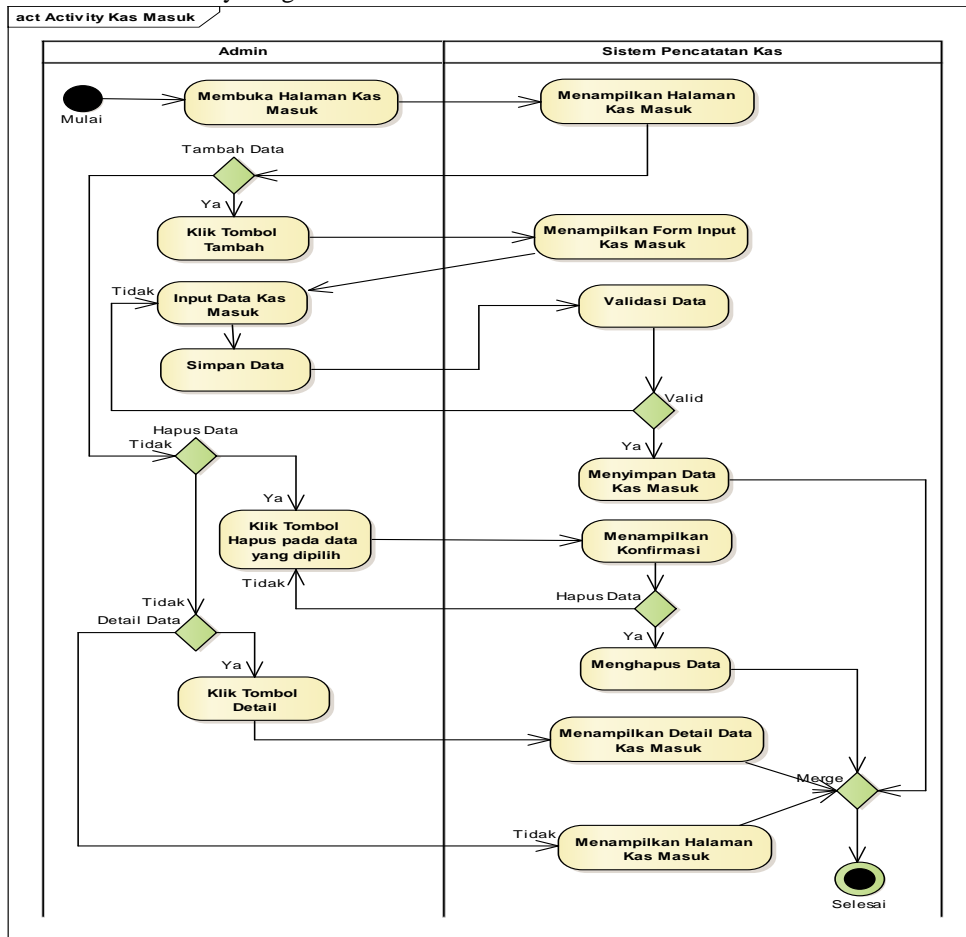 act Activity Kas Masuk
Admin
Sistem Pencatatan Kas
Mulai
Membuka Halaman Kas
Masuk
Menampilkan Halaman
Kas Masuk
Tambah Data
Ya
Klik Tombol
Tambah
Menampilkan Form Input
Kas Masuk
Tidak
Input Data Kas
Masuk
Validasi Data
Simpan Data
Valid
Hapus Data
Tidak
Ya
Menyimpan Data
Kas Masuk
Ya
Klik Tombol
Hapus pada data
yang dipilih
Menampilkan
Konfirmasi
Tidak
Hapus Data
Tidak
Detail Data
Ya
Menghapus Data
Ya
Klik Tombol
Detail
Menampilkan Detail Data
Kas Masuk
Merge
Tidak
Menampilkan Halaman
Kas Masuk
Selesai